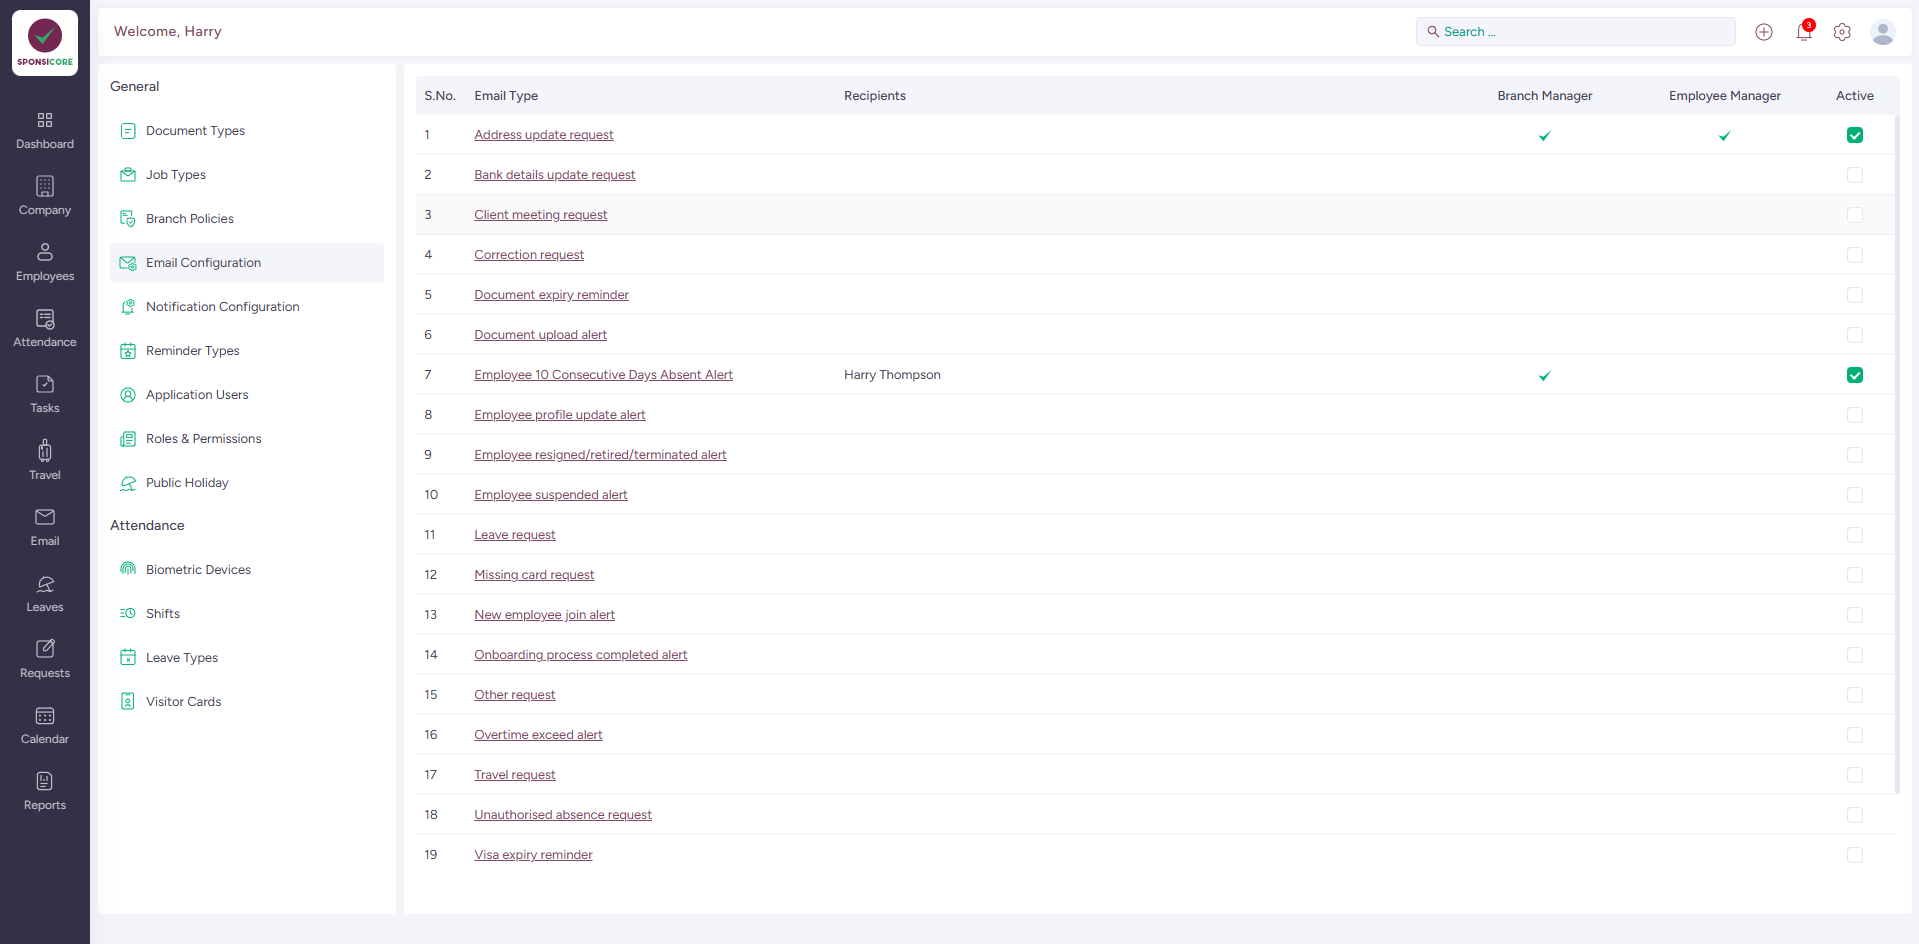 SPONSICORE
Dashboard
Company
Employees
Attendance
Tasks
Travel
Email
Leaves
Requests
Calendar
Reports
Welcome, Harry
Search ...
3
General
Document Types
Job Types
Branch Policies
Email Configuration
Notification Configuration
Reminder Types
Application Users
Roles & Permissions
Public Holiday
Attendance
Biometric Devices
Shifts
Leave Types
Visitor Cards
S.No. Email Type Recipients Branch Manager Employee Manager Active
1 Address update request
2 Bank details update request
3 Client meeting request
4 Correction request
5 Document expiry reminder
6 Document upload alert
7 Employee 10 Consecutive Days Absent Alert Harry Thompson
8 Employee profile update alert
9 Employee resigned/retired/terminated alert
10 Employee suspended alert
11 Leave request
12 Missing card request
13 New employee join alert
14 Onboarding process completed alert
15 Other request
16 Overtime exceed alert
17 Travel request
18 Unauthorised absence request
19 Visa expiry reminder